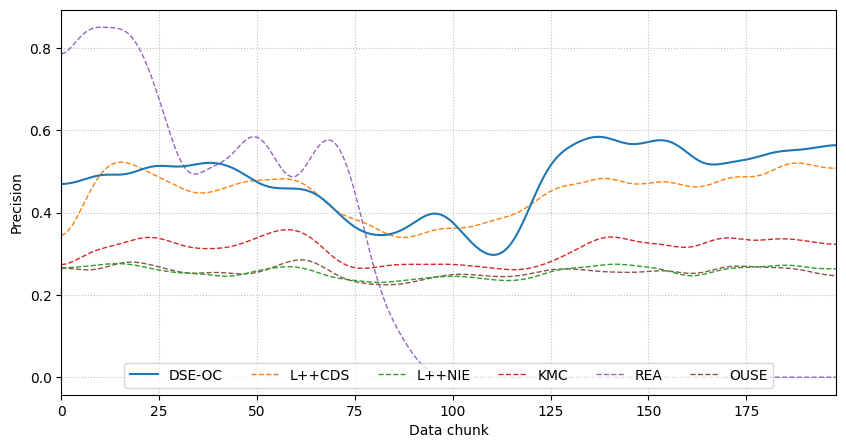 0.8
0.6
0.4
0.2
0.0
Precision
DSE-OC L++CDS L++NIE KMC REA OUSE
0 25 50 75 100 125 150 175
Data chunk